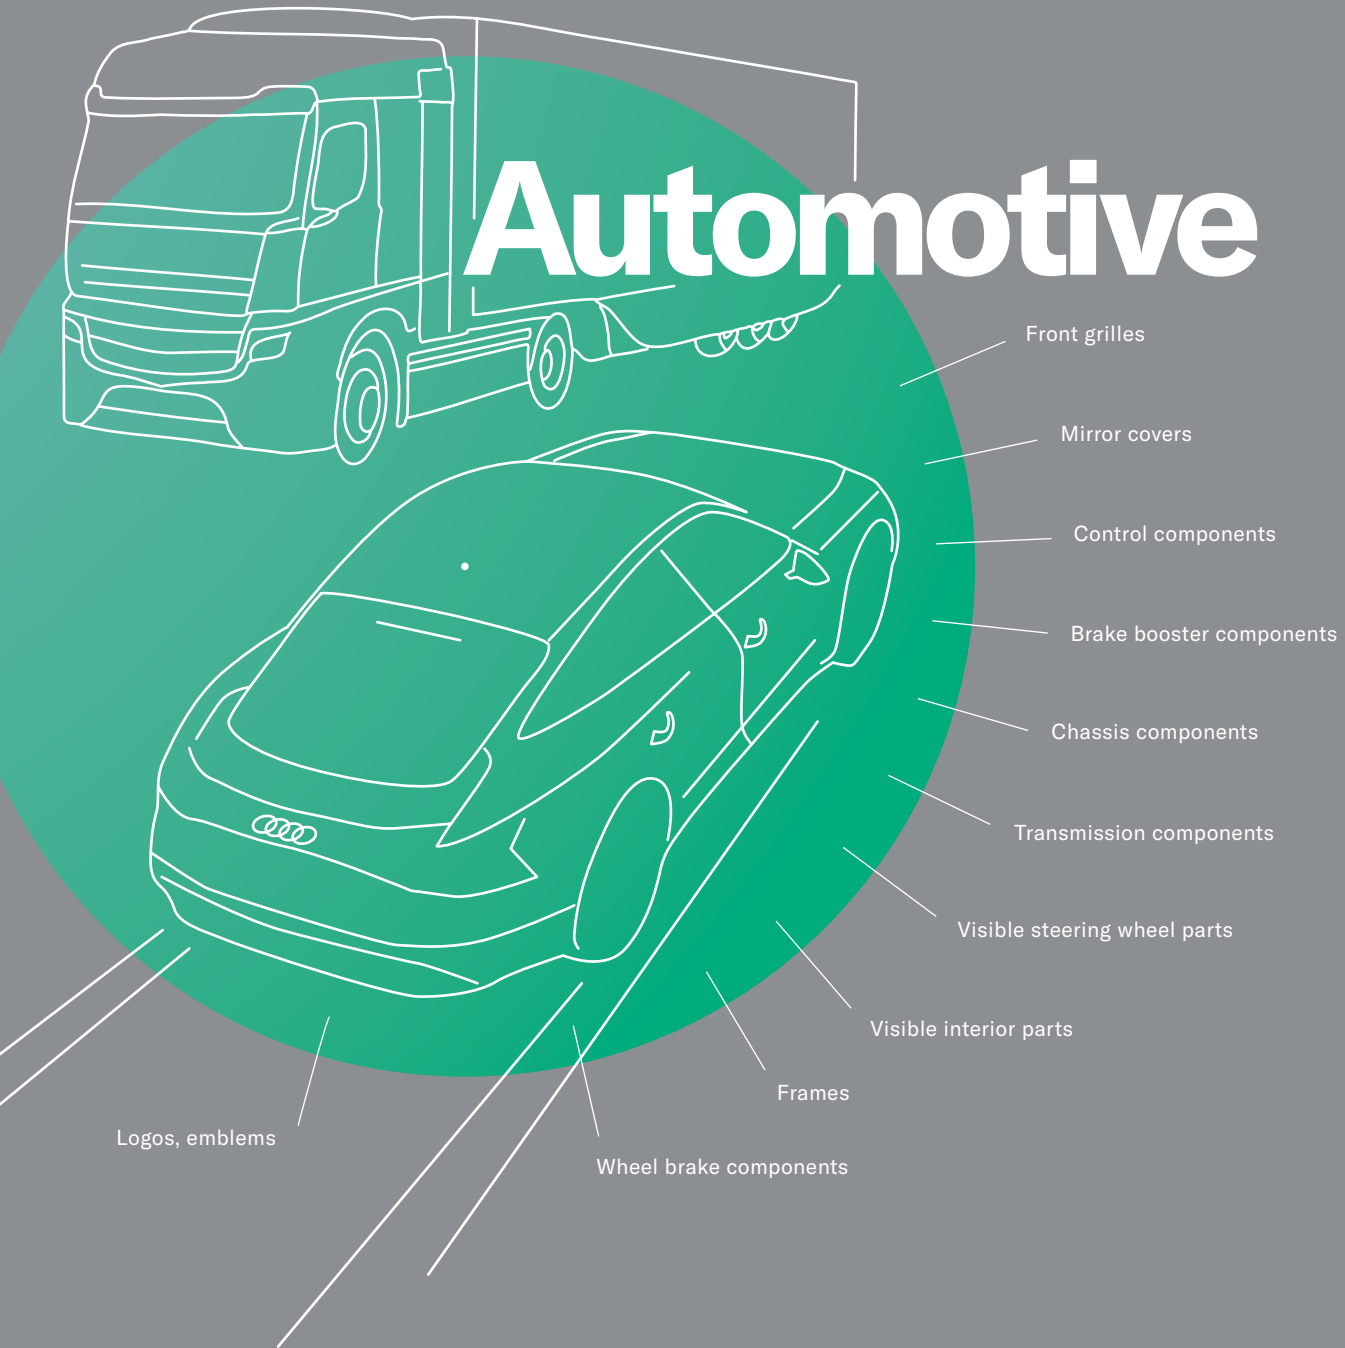 Automotive
Front grilles
Mirror covers
Control components
Brake booster components
Chassis components
Transmission components
Visible steering wheel parts
Visible interior parts
Frames
Wheel brake components
Logos, emblems